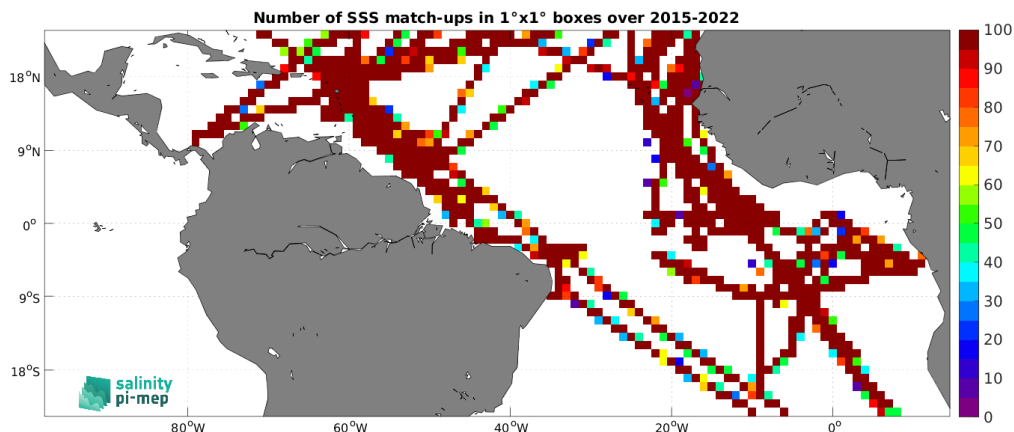 Number of SSS match-ups in 1°x1° boxes over 2015-2022
100
90
80
70
60
50
40
30
20
10
0
18°N
9°N
0°
9°S
18°S
80°W
60°W
40°W
20°W
0°
salinity
pi-mep